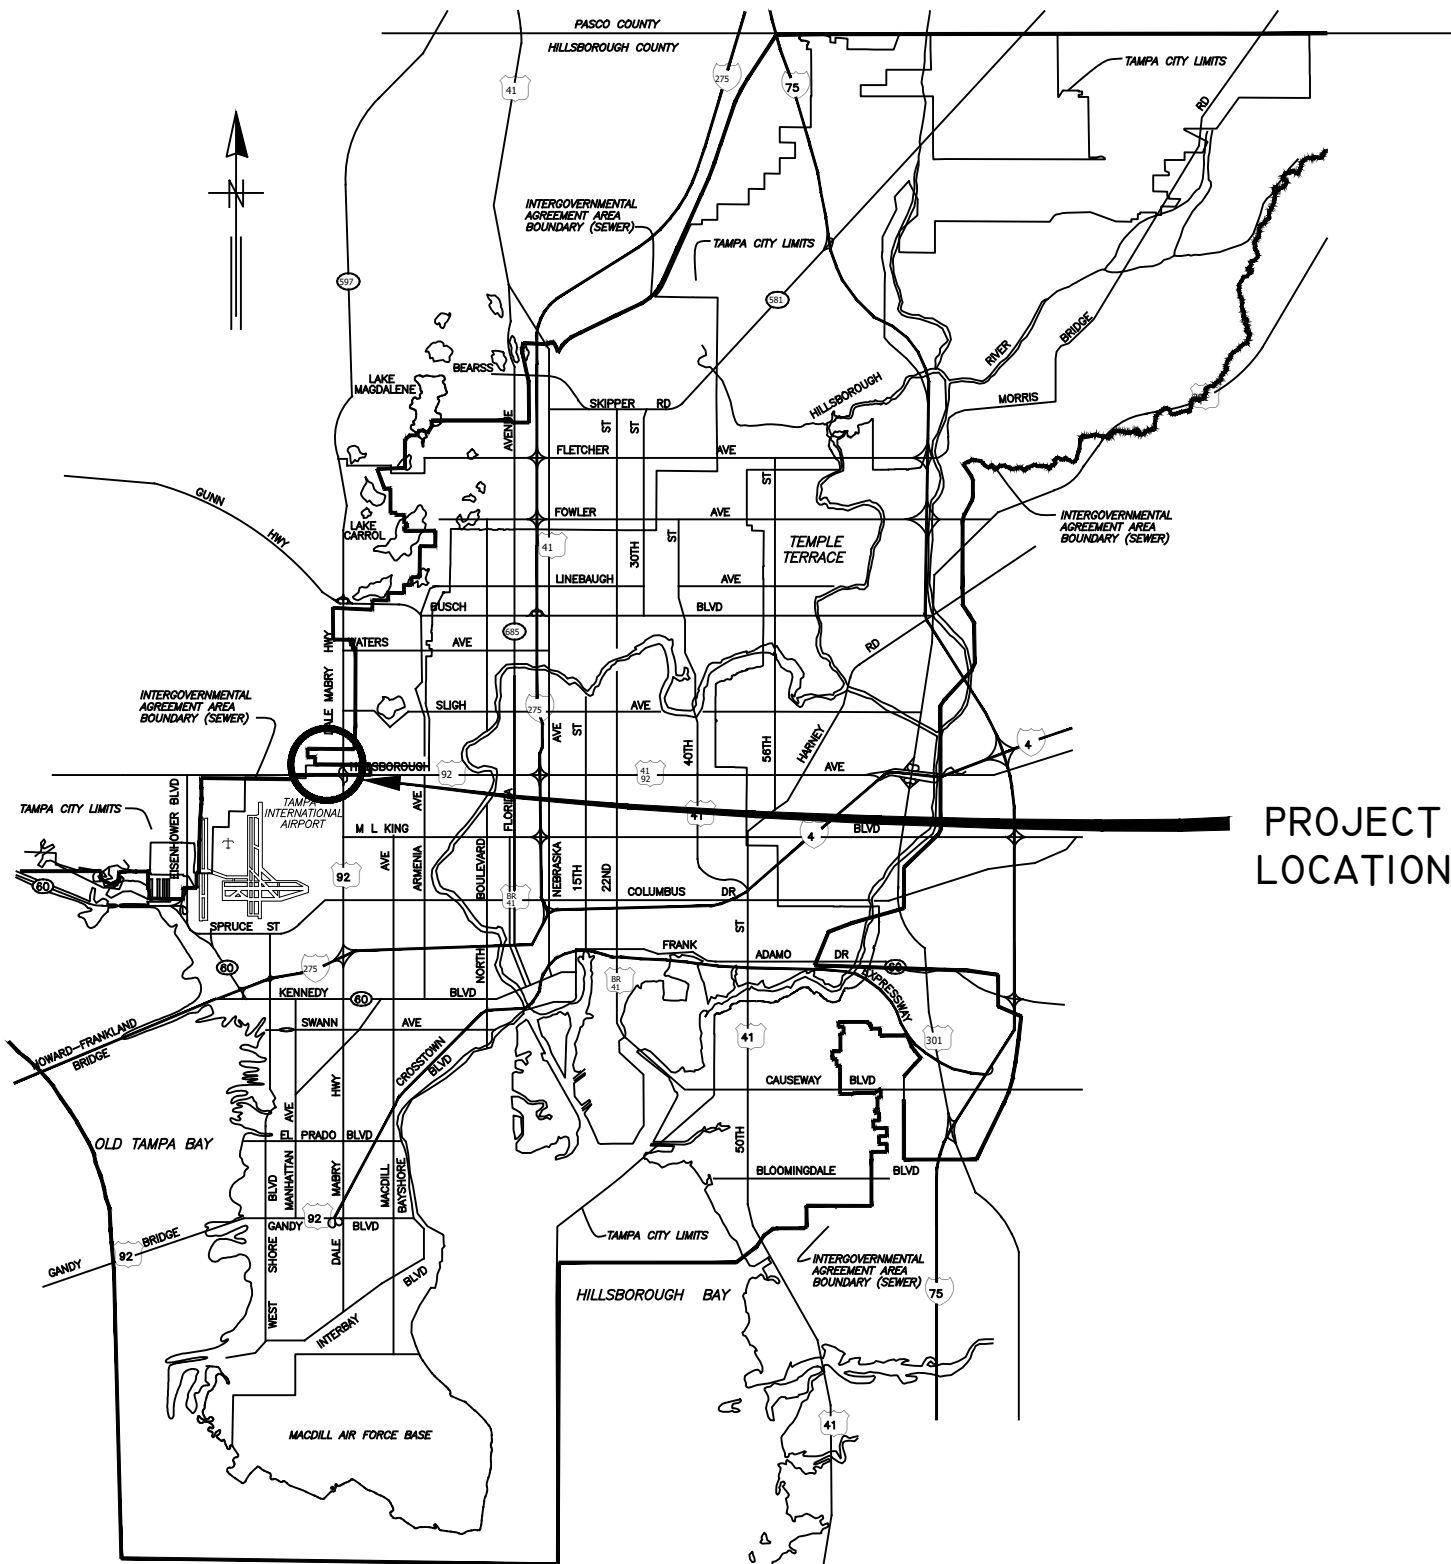 PASCO COUNTY
HILLSBOROUGH COUNTY
TAMPA CITY LIMITS
41
275
75
RD
N
INTERGOVERNMENTAL
AGREEMENT AREA
BOUNDARY (SEWER)
TAMPA CITY LIMITS
597
581
BRIDGE
RIVER
BEARSS
LAKE
MAGDALENE
HILLSBOROUGH
MORRIS
SKIPPER RD
AVENUE
ST
ST
FLETCHER AVE
ST
GUNN
HWY
LAKE
CARROL
FOWLER AVE
INTERGOVERNMENTAL
AGREEMENT AREA
BOUNDARY (SEWER)
ST
41
30TH
TEMPLE
TERRACE
LINEBAUGH AVE
BUSCH BLVD
685
WATERS AVE
DALE MABRY HWY
RD
INTERGOVERNMENTAL
AGREEMENT AREA
BOUNDARY (SEWER)
SLIGH AVE
275
AVE
ST
40TH
56TH
HARNEY
4
HILLSBOROUGH
92
41
92
AVE
EISENHOWER BLVD
TAMPA CITY LIMITS
TAMPA
INTERNATIONAL
AIRPORT
AVE
FLORIDA
41
PROJECT
LOCATION
M L KING BLVD
4
AVE
ARMENIA
BOULEVARD
NEBRASKA
15TH
22ND
92
60
COLUMBUS DR
BR
41
SPRUCE ST
ST
NORTH
FRANK
ADAMO DR
60
275
60
BR
41
EXPRESSWAY
KENNEDY
60
BLVD
SWANN AVE
HOWARD-FRANKLAND
BRIDGE
CROSSTOWN
BLVD
41
301
HWY
CAUSEWAY BLVD
AVE
OLD TAMPA BAY
EL PRADO BLVD
50TH
MANHATTAN
MABRY
MACDILL
BAYSHORE
BLVD
BLOOMINGDALE BLVD
92
GANDY BLVD
BRIDGE
GANDY
92
TAMPA CITY LIMITS
SHORE
DALE
WEST
BLVD
INTERBAY
INTERGOVERNMENTAL
AGREEMENT AREA
BOUNDARY (SEWER)
HILLSBOROUGH BAY
75
MACDILL AIR FORCE BASE
41